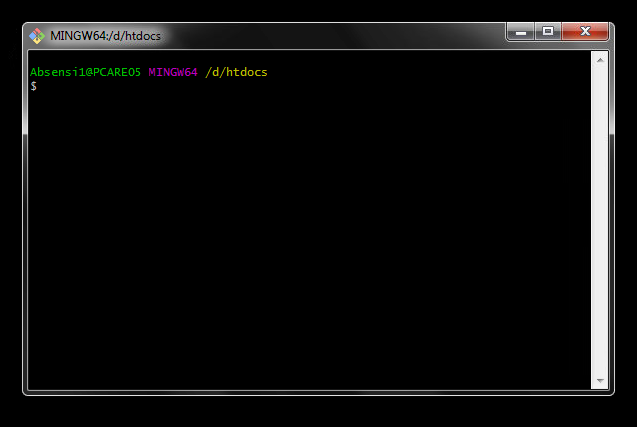 MINGW64:/d/htdocs
Absensi1@PCARE05 MINGW64 /d/htdocs
$